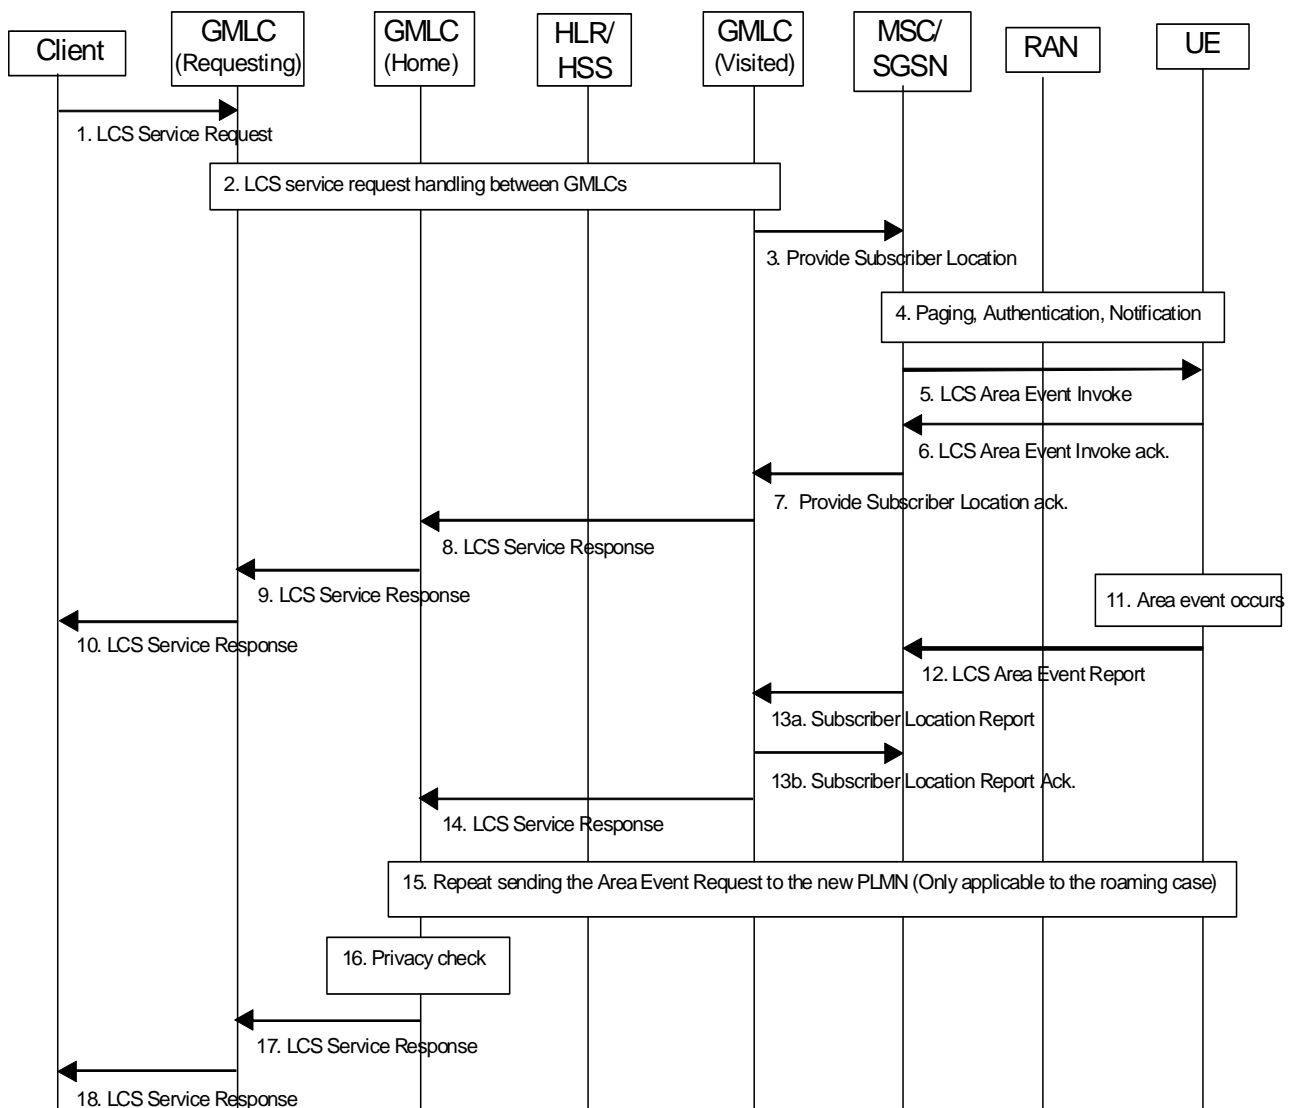 Client
GMLC
(Requesting)
GMLC
(Home)
HLR/
HSS
GMLC
(Visited)
MSC/
SGSN
RAN
UE
1. LCS Service Request
2. LCS service request handling between GMLCs
3. Provide Subscriber Location
4. Paging, Authentication, Notification
5. LCS Area Event Invoke
6. LCS Area Event Invoke ack.
7. Provide Subscriber Location ack.
8. LCS Service Response
9. LCS Service Response
10. LCS Service Response
11. Area event occurs
12. LCS Area Event Report
13a. Subscriber Location Report
13b. Subscriber Location Report Ack.
14. LCS Service Response
15. Repeat sending the Area Event Request to the new PLMN (Only applicable to the roaming case)
16. Privacy check
17. LCS Service Response
18. LCS Service Response